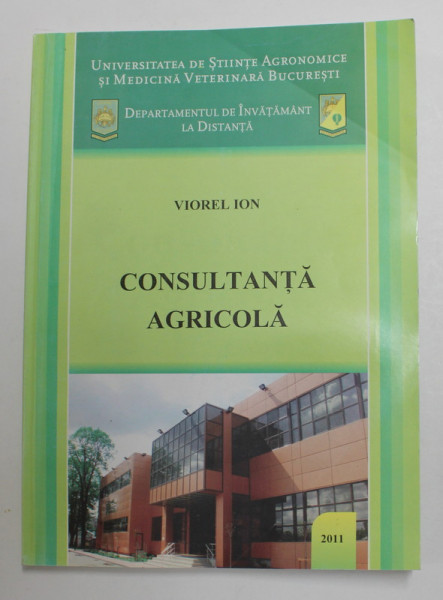 Universitatea de Științe Agronomice
și Medicină Veterinară București
Departamentul de Învățământ
la Distanță
VIOREL ION
CONSULTANȚĂ
AGRICOLĂ
2011